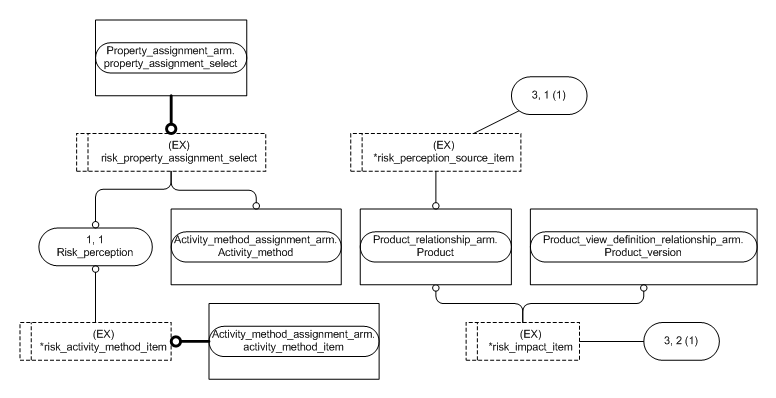 Property_assignment_arm.
property_assignment_select
3, 1 (1)
(EX)
risk_property_assignment_select
(EX)
*risk_perception_source_item
1, 1
Risk_perception
Activity_method_assignment_arm.
Activity_method
Product_relationship_arm.
Product
Product_view_definition_relationship_arm.
Product_version
(EX)
*risk_activity_method_item
Activity_method_assignment_arm.
activity_method_item
(EX)
*risk_impact_item
3, 2 (1)